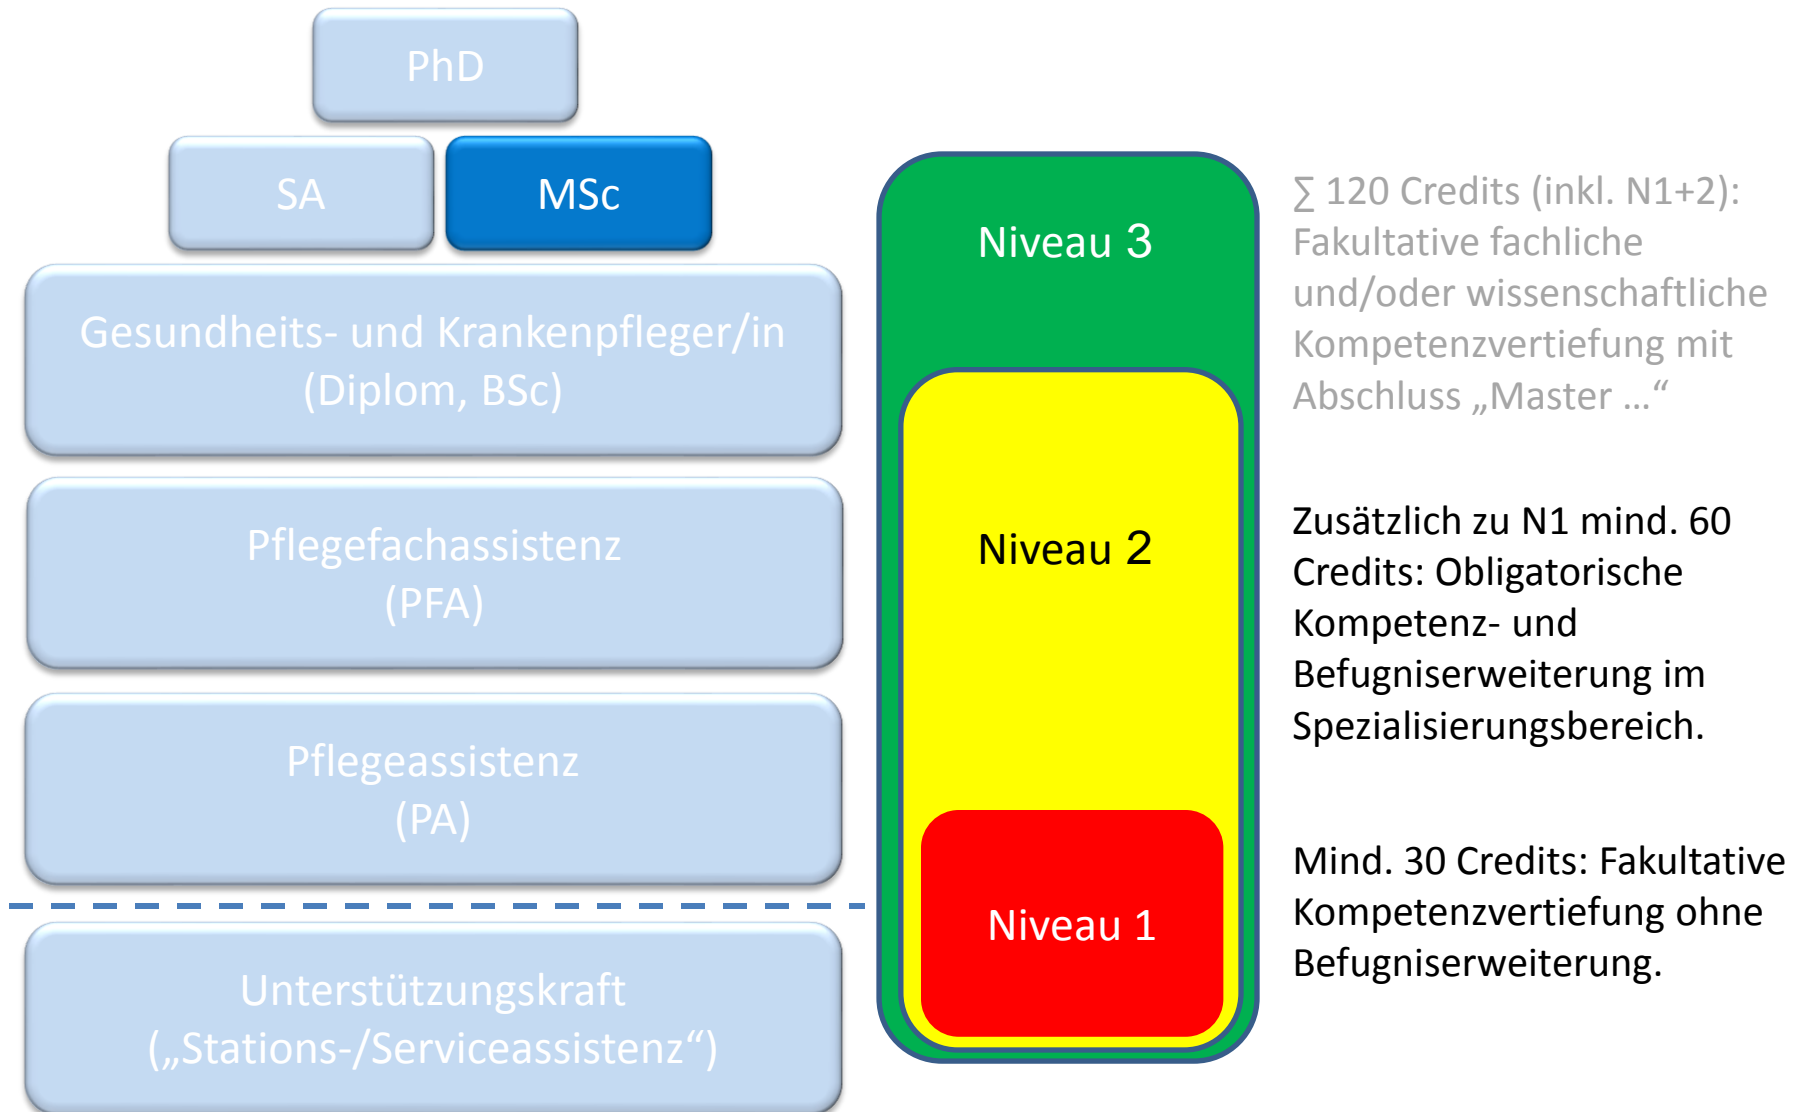 PhD
SA
MSc
Gesundheits- und Krankenpfleger/in
(Diplom, BSc)
Pflegefachassistenz
(PFA)
Pflegeassistenz
(PA)
Unterstützungskraft
(„Stations-/Serviceassistenz“)
Niveau 3
Niveau 2
Niveau 1
∑ 120 Credits (inkl. N1+2):
Fakultative fachliche
und/oder wissenschaftliche
Kompetenzvertiefung mit
Abschluss „Master …“
Zusätzlich zu N1 mind. 60
Credits: Obligatorische
Kompetenz- und
Befugniserweiterung im
Spezialisierungsbereich.
Mind. 30 Credits: Fakultative
Kompetenzvertiefung ohne
Befugniserweiterung.